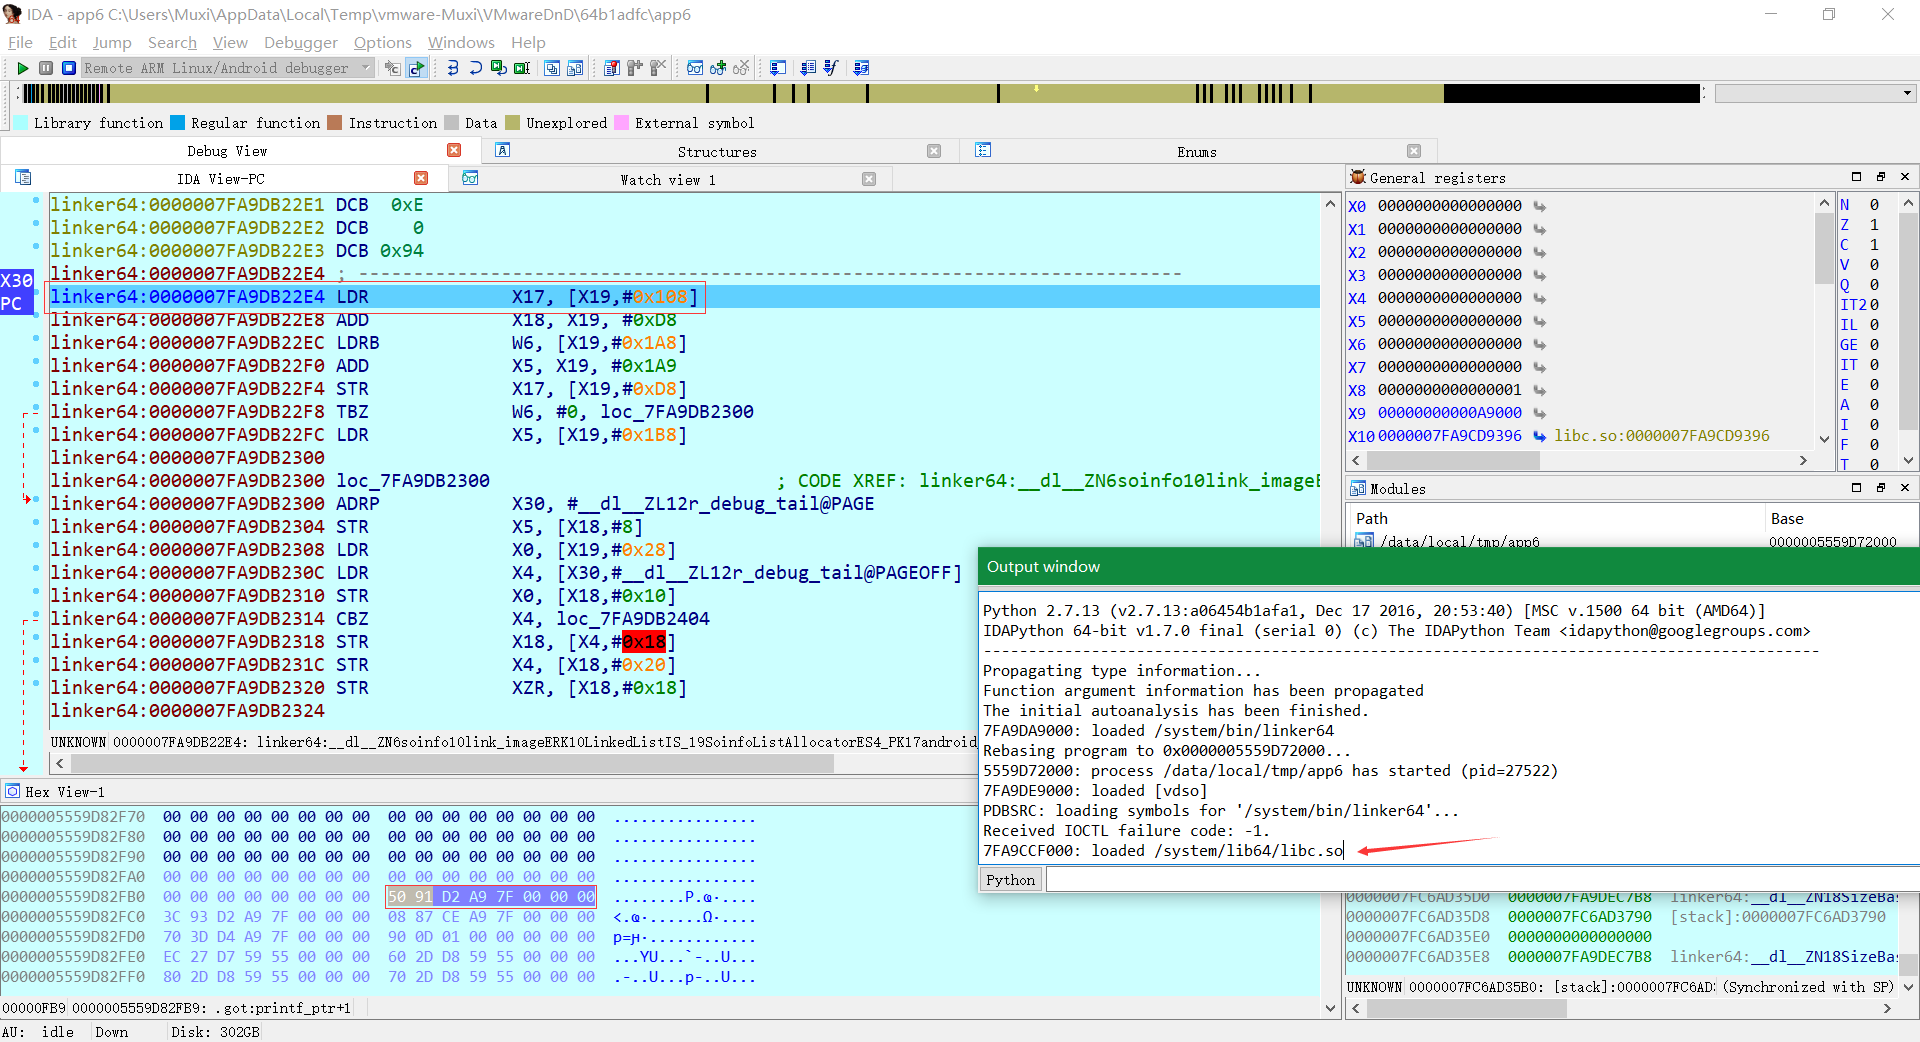 IDA - app6 C:\Users\Muxi\AppData\Local\Temp\vmware-Muxi\VMwareDnD\64b1adfc\app6
File Edit Jump Search View Debugger Options Windows Help
Remote ARM Linux/Android debugger
Library function Regular function Instruction Data Unexplored External symbol
Debug View Structures Enums
IDA View-PC Watch view 1
linker64:0000007FA9DB22E1 DCB 0xE
linker64:0000007FA9DB22E2 DCB 0
linker64:0000007FA9DB22E3 DCB 0x94
linker64:0000007FA9DB22E4 ; ---------------------------------------------------------------------------
X30
PC
linker64:0000007FA9DB22E4 LDR X17, [X19,#0x108]
linker64:0000007FA9DB22E8 ADD X18, X19, #0xD8
linker64:0000007FA9DB22EC LDRB W6, [X19,#0x1A8]
linker64:0000007FA9DB22F0 ADD X5, X19, #0x1A9
linker64:0000007FA9DB22F4 STR X17, [X19,#0xD8]
linker64:0000007FA9DB22F8 TBZ W6, #0, loc_7FA9DB2300
linker64:0000007FA9DB22FC LDR X5, [X19,#0x1B8]
linker64:0000007FA9DB2300
linker64:0000007FA9DB2300 loc_7FA9DB2300 ; CODE XREF: linker64:__dl__ZN6soinfo10link_imageE
linker64:0000007FA9DB2300 ADRP X30, #__dl__ZL12r_debug_tail@PAGE
linker64:0000007FA9DB2304 STR X5, [X18,#8]
linker64:0000007FA9DB2308 LDR X0, [X19,#0x28]
linker64:0000007FA9DB230C LDR X4, [X30,#__dl__ZL12r_debug_tail@PAGEOFF]
linker64:0000007FA9DB2310 STR X0, [X18,#0x10]
linker64:0000007FA9DB2314 CBZ X4, loc_7FA9DB2404
linker64:0000007FA9DB2318 STR X18, [X4,#0x18]
linker64:0000007FA9DB231C STR X4, [X18,#0x20]
linker64:0000007FA9DB2320 STR XZR, [X18,#0x18]
linker64:0000007FA9DB2324
UNKNOWN 0000007FA9DB22E4: linker64:__dl__ZN6soinfo10link_imageERK10LinkedListIS_19SoinfoListAllocatorES4_PK17android_
General registers
X0 0000000000000000
X1 0000000000000000
X2 0000000000000000
X3 0000000000000000
X4 0000000000000000
X5 0000000000000000
X6 0000000000000000
X7 0000000000000000
X8 0000000000000001
X9 00000000000A9000
X10 0000007FA9CD9396 libc.so:0000007FA9CD9396
N 0
Z 1
C 1
V 0
Q 0
IT2 0
IL 0
GE 0
IT 0
E 0
A 0
I 0
F 0
T 0
Modules
Path Base
/data/local/tmp/app6 0000005559D72000
Output window
Python 2.7.13 (v2.7.13:a06454b1afa1, Dec 17 2016, 20:53:40) [MSC v.1500 64 bit (AMD64)]
IDAPython 64-bit v1.7.0 final (serial 0) (c) The IDAPython Team <idapython@googlegroups.com>
---------------------------------------------------------------------------------------------
Propagating type information...
Function argument information has been propagated
The initial autoanalysis has been finished.
7FA9DA9000: loaded /system/bin/linker64
Rebasing program to 0x0000005559D72000...
5559D72000: process /data/local/tmp/app6 has started (pid=27522)
7FA9DE9000: loaded [vdso]
PDBSRC: loading symbols for '/system/bin/linker64'...
Received IOCTL failure code: -1.
7FA9CCF000: loaded /system/lib64/libc.so
Python
Hex View-1
0000005559D82F70 00 00 00 00 00 00 00 00 00 00 00 00 00 00 00 00 ................
0000005559D82F80 00 00 00 00 00 00 00 00 00 00 00 00 00 00 00 00 ................
0000005559D82F90 00 00 00 00 00 00 00 00 00 00 00 00 00 00 00 00 ................
0000005559D82FA0 00 00 00 00 00 00 00 00 00 00 00 00 00 00 00 00 ................
0000005559D82FB0 00 00 00 00 00 00 00 00 50 91 D2 A9 7F 00 00 00
0000005559D82FC0 3C 93 D2 A9 7F 00 00 00 08 87 CE A9 7F 00 00 00
0000005559D82FD0 70 3D D4 A9 7F 00 00 00 90 0D 01 00 00 00 00 00
0000005559D82FE0 EC 27 D7 59 55 00 00 00 60 2D D8 59 55 00 00 00 ...YU...`-..U...
0000005559D82FF0 80 2D D8 59 55 00 00 00 70 2D D8 59 55 00 00 00 .-..U...p-..U...
00000FB9 0000005559D82FB9: .got:printf_ptr+1
0000007FC6AD35D0 0000007FA9DEC7B8 linker64:__dl__ZN18SizeBa
0000007FC6AD35D8 0000007FC6AD3790 [stack]:0000007FC6AD3790
0000007FC6AD35E0 0000000000000000
0000007FC6AD35E8 0000007FA9DEC7B8 linker64:__dl__ZN18SizeBa
UNKNOWN 0000007FC6AD35B0: [stack]:0000007FC6AD (Synchronized with SP)
AU: idle Down Disk: 302GB